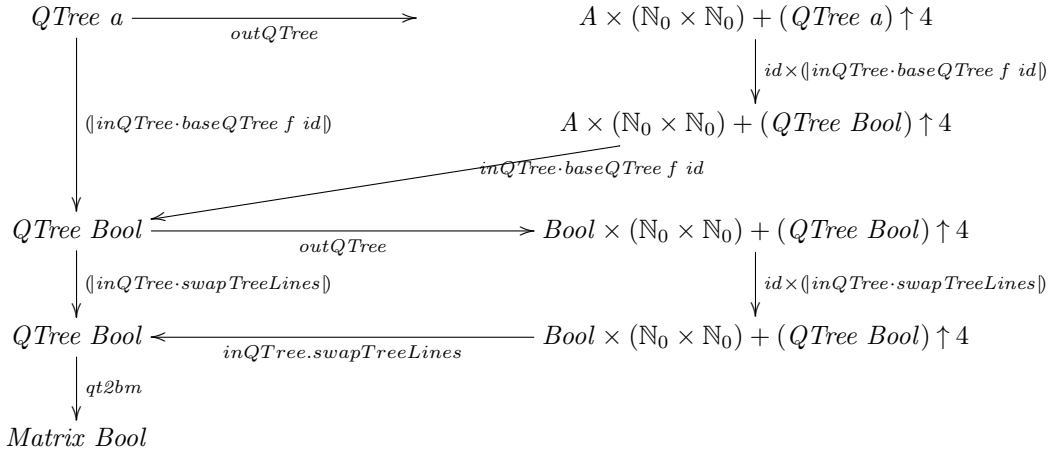 QTree a A × (ℕ₀ × ℕ₀) + (QTree a) ↑ 4
outQTree
(|inQTree·baseQTree f id|) id×(|inQTree·baseQTree f id|)
A × (ℕ₀ × ℕ₀) + (QTree Bool) ↑ 4
inQTree·baseQTree f id
QTree Bool Bool × (ℕ₀ × ℕ₀) + (QTree Bool) ↑ 4
outQTree
(|inQTree·swapTreeLines|) id×(|inQTree·swapTreeLines|)
QTree Bool Bool × (ℕ₀ × ℕ₀) + (QTree Bool) ↑ 4
inQTree.swapTreeLines
qt2bm
Matrix Bool